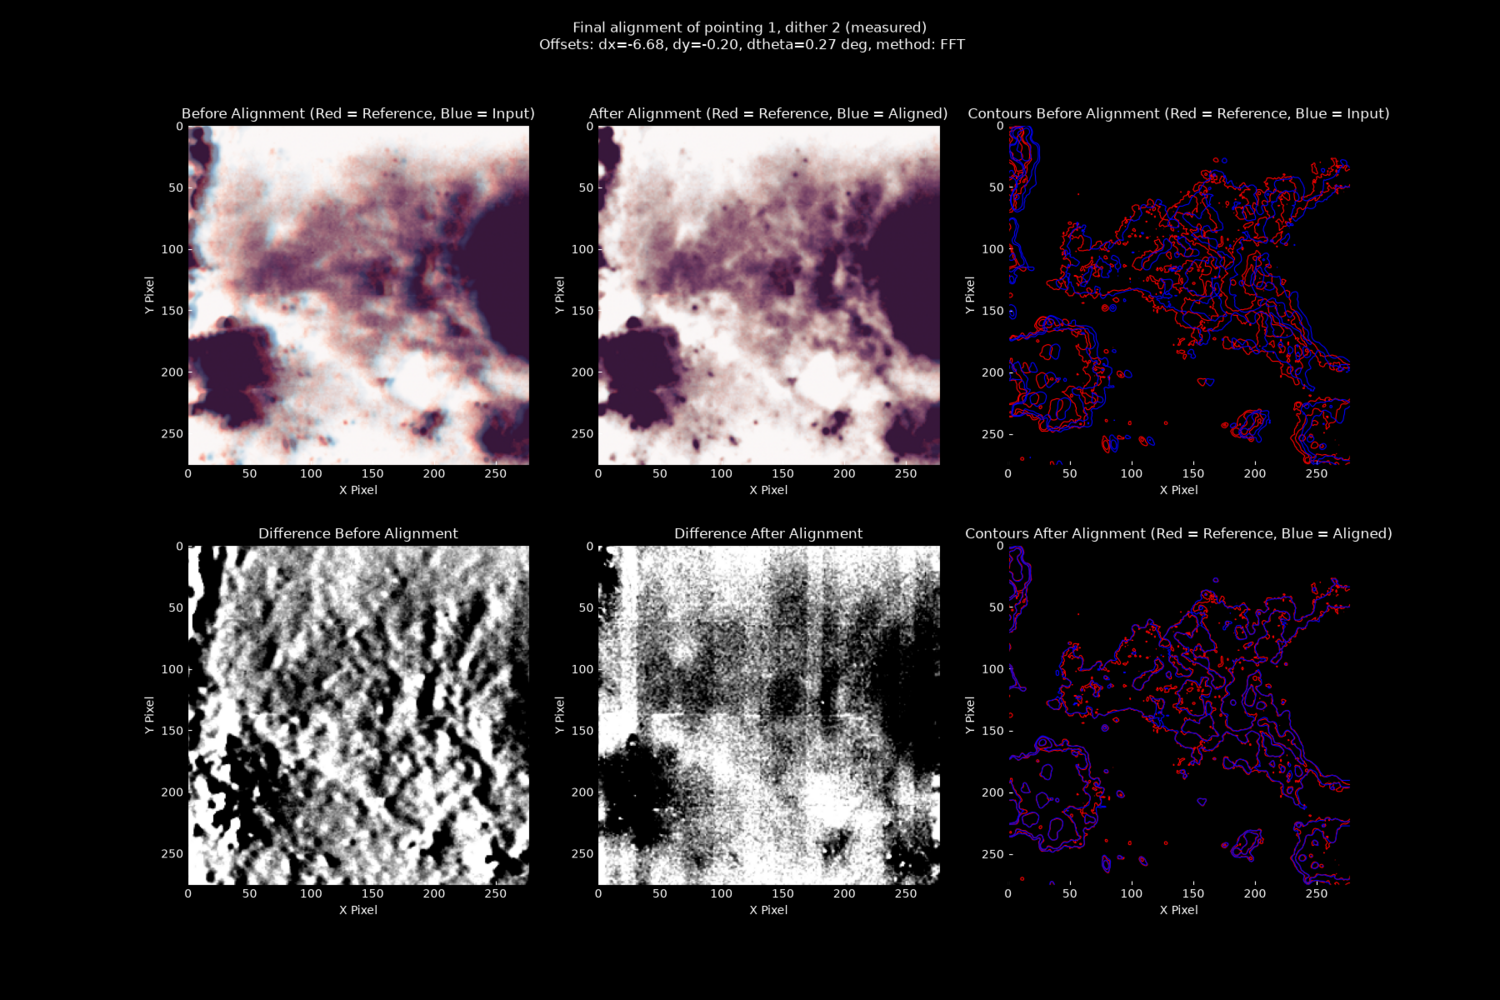 Final alignment of pointing 1, dither 2 (measured)
Offsets: dx=-6.68, dy=-0.20, dtheta=0.27 deg, method: FFT
Before Alignment (Red = Reference, Blue = Input)
0
50
100
150
200
250
Y Pixel
0 50 100 150 200 250
X Pixel
After Alignment (Red = Reference, Blue = Aligned)
0
50
100
150
200
250
Y Pixel
0 50 100 150 200 250
X Pixel
Contours Before Alignment (Red = Reference, Blue = Input)
0
50
100
150
200
250
Y Pixel
0 50 100 150 200 250
X Pixel
Difference Before Alignment
0
50
100
150
200
250
Y Pixel
0 50 100 150 200 250
X Pixel
Difference After Alignment
0
50
100
150
200
250
Y Pixel
0 50 100 150 200 250
X Pixel
Contours After Alignment (Red = Reference, Blue = Aligned)
0
50
100
150
200
250
Y Pixel
0 50 100 150 200 250
X Pixel